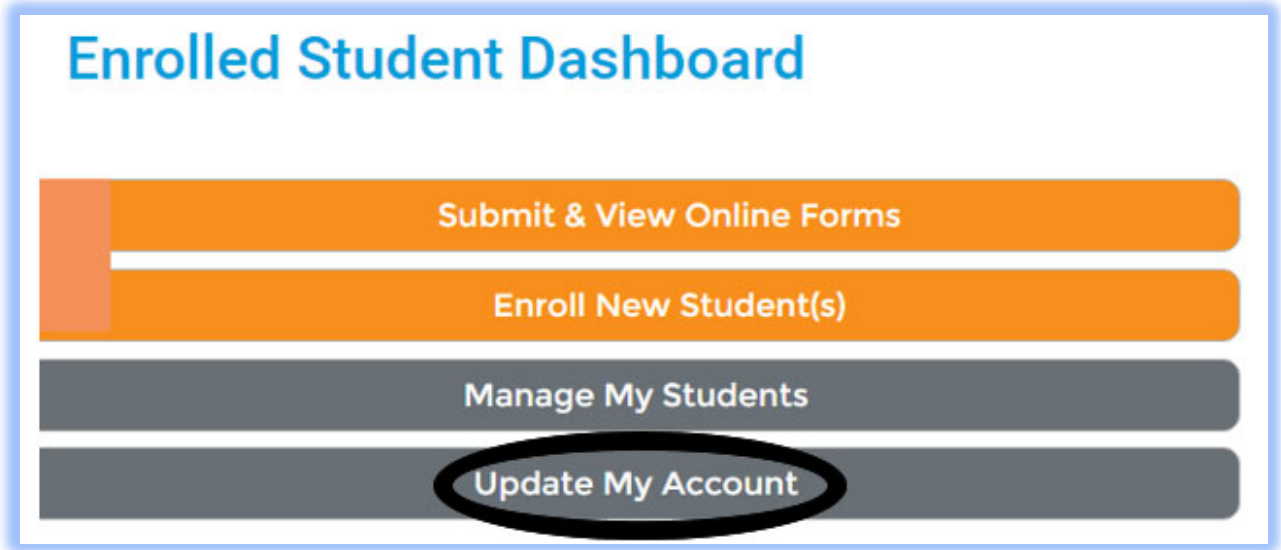 Enrolled Student Dashboard
Submit & View Online Forms
Enroll New Student(s)
Manage My Students
Update My Account